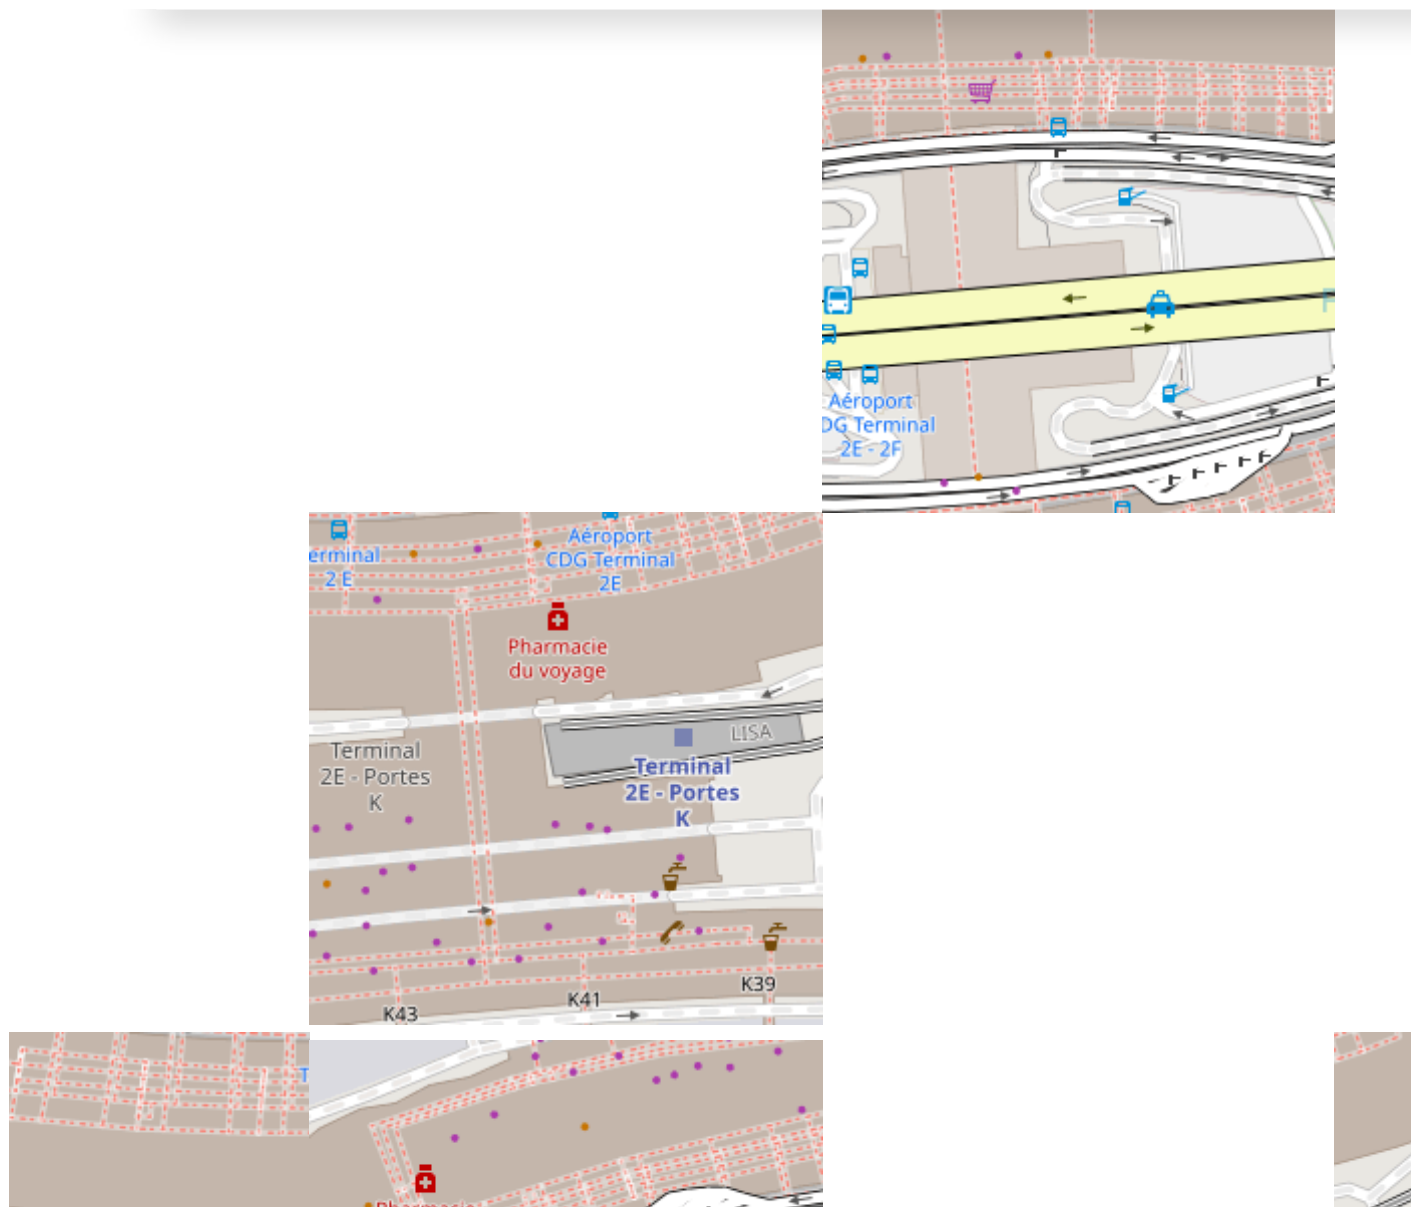 Aéroport
DG Terminal
2E - 2F
erminal
2 E
Aéroport
CDG Terminal
2E
Pharmacie
du voyage
LISA
Terminal
2E - Portes
K
Terminal
2E - Portes
K
K39
K41
K43
T
Pharmacie